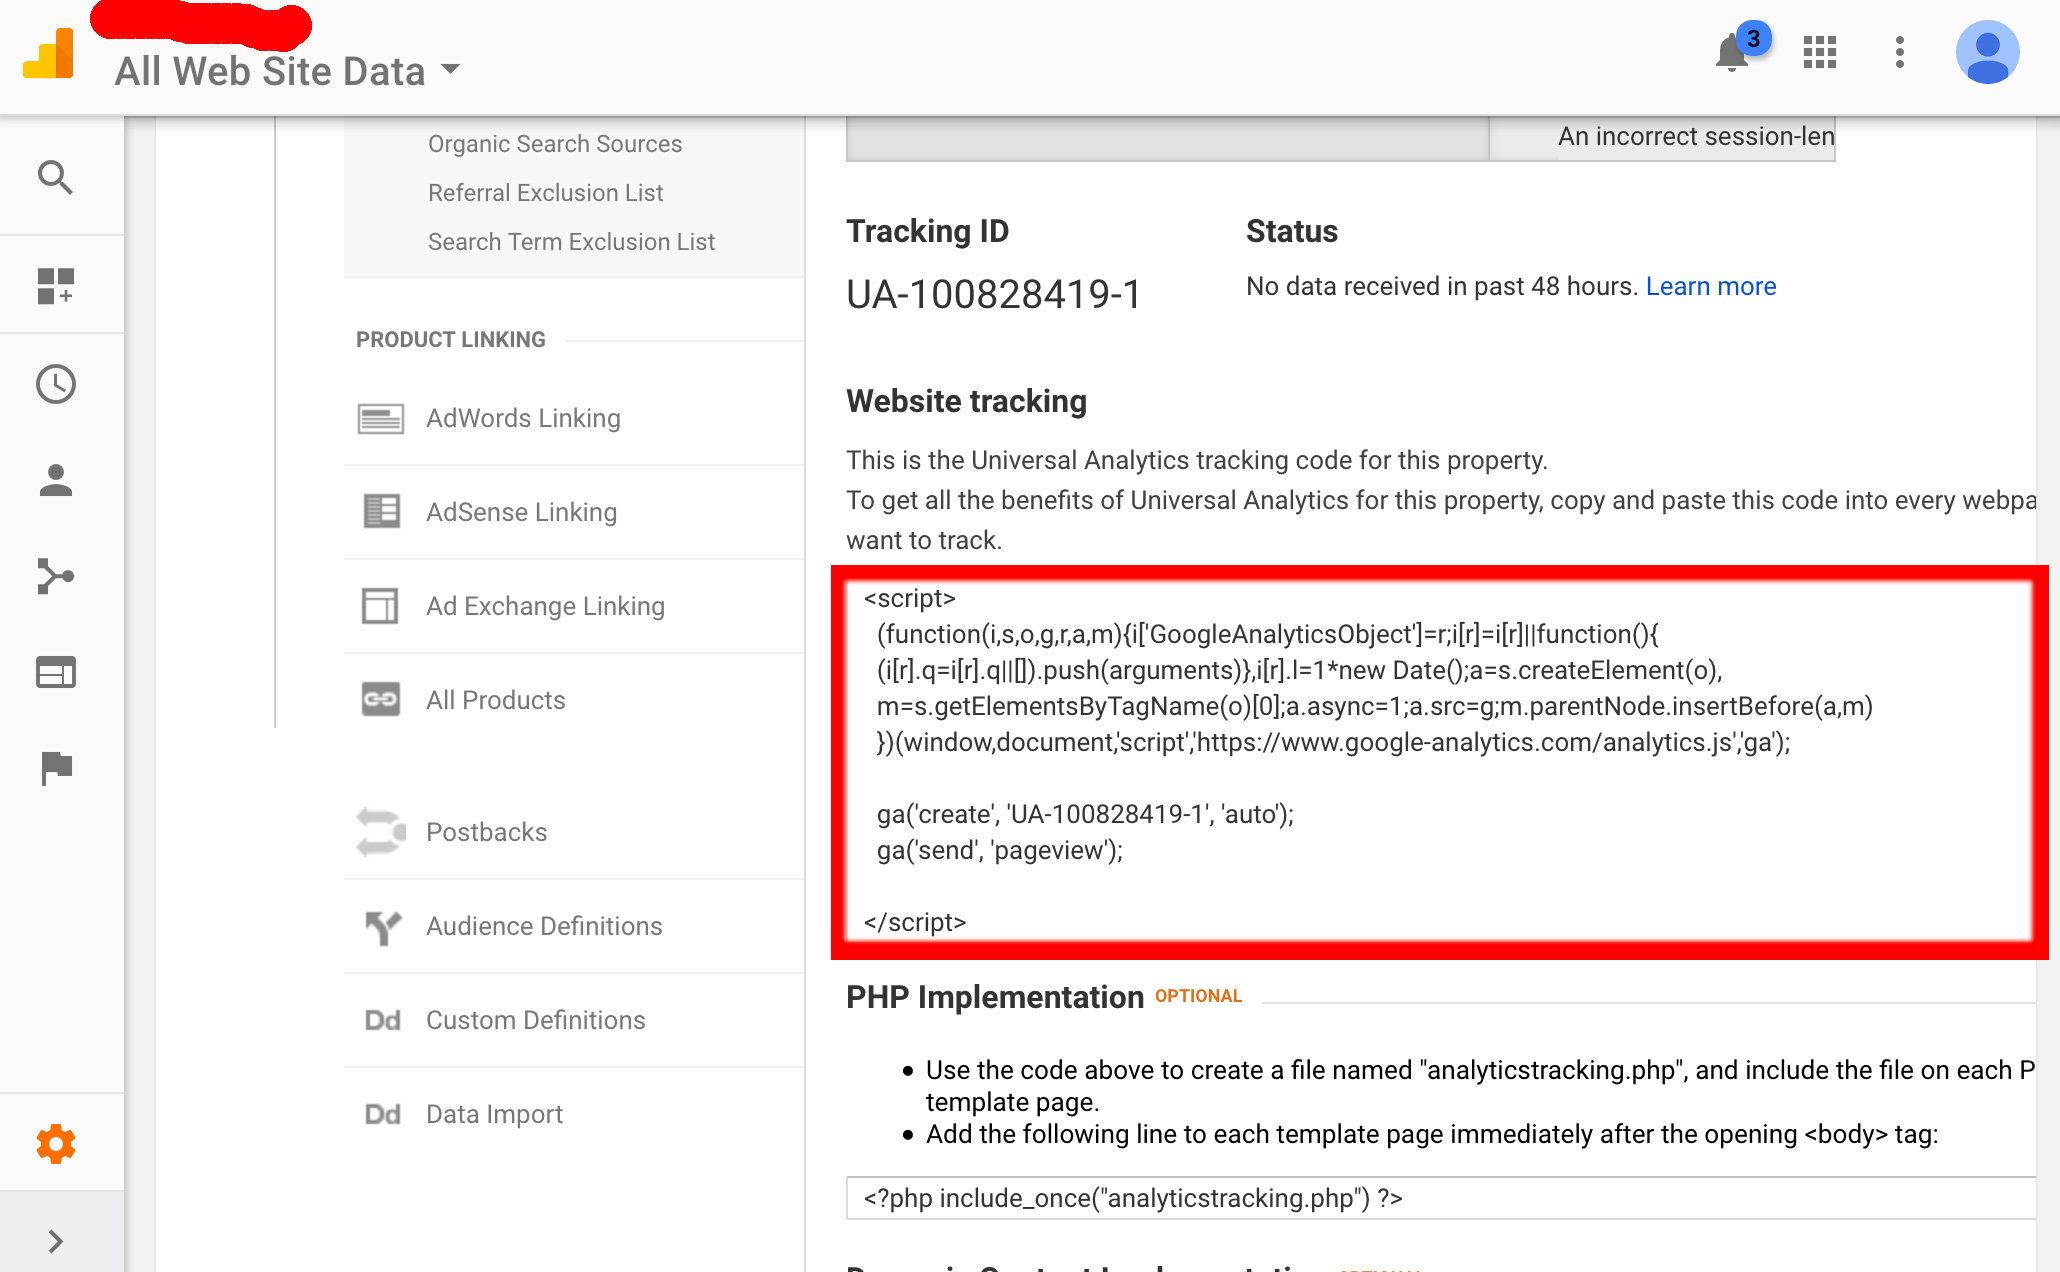 All Web Site Data
3
Organic Search Sources
Referral Exclusion List
Search Term Exclusion List
PRODUCT LINKING
AdWords Linking
AdSense Linking
Ad Exchange Linking
All Products
Postbacks
Audience Definitions
Dd Custom Definitions
Dd Data Import
An incorrect session-len
Tracking ID
UA-100828419-1
Status
No data received in past 48 hours. Learn more
Website tracking
This is the Universal Analytics tracking code for this property.
To get all the benefits of Universal Analytics for this property, copy and paste this code into every webpa
want to track.
<script>
(function(i,s,o,g,r,a,m){i['GoogleAnalyticsObject']=r;i[r]=i[r]||function(){
(i[r].q=i[r].q||[]).push(arguments)},i[r].l=1*new Date();a=s.createElement(o),
m=s.getElementsByTagName(o)[0];a.async=1;a.src=g;m.parentNode.insertBefore(a,m)
})(window,document,'script','https://www.google-analytics.com/analytics.js','ga');
ga('create', 'UA-100828419-1', 'auto');
ga('send', 'pageview');
</script>
PHP Implementation OPTIONAL
Use the code above to create a file named "analyticstracking.php", and include the file on each P
template page.
Add the following line to each template page immediately after the opening <body> tag:
<?php include_once("analyticstracking.php") ?>